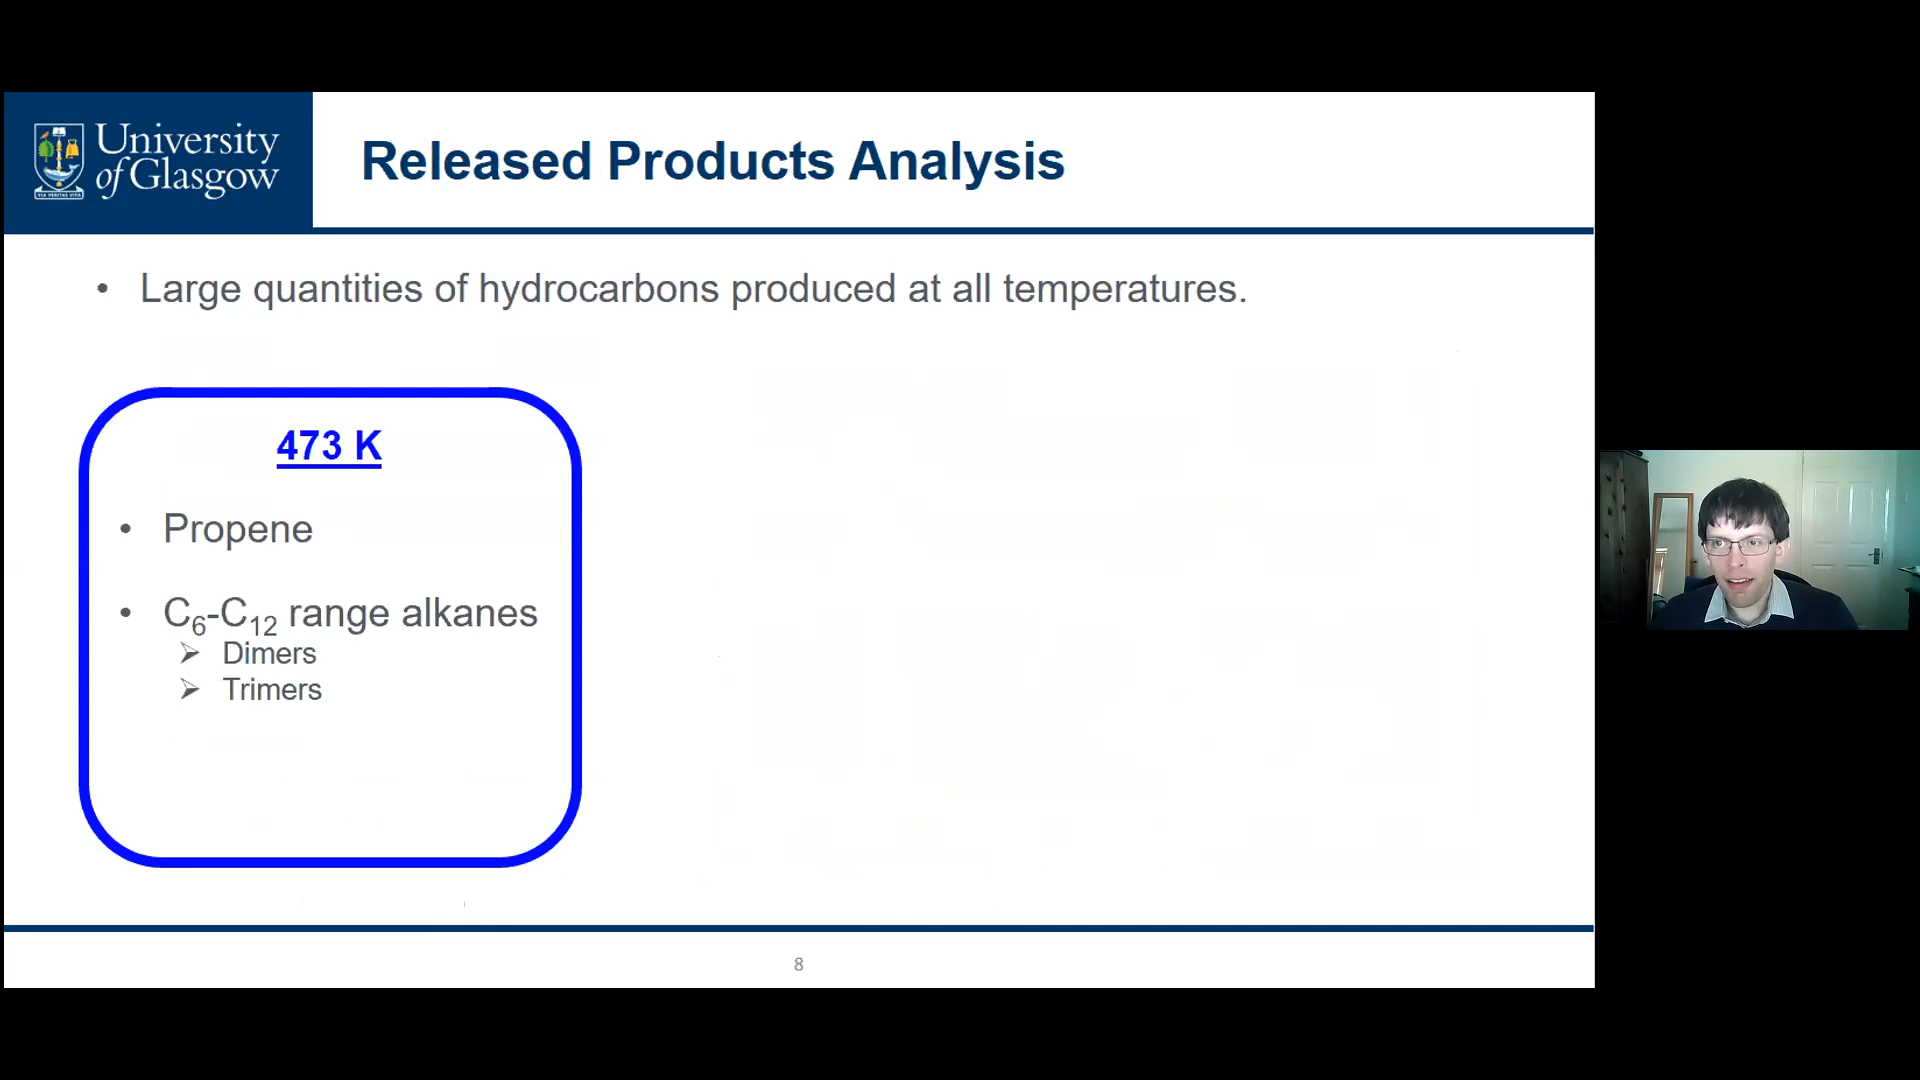 University
of Glasgow
Released Products Analysis
• Large quantities of hydrocarbons produced at all temperatures.
473 K
• Propene
• C₆-C₁₂ range alkanes
➢ Dimers
➢ Trimers
8